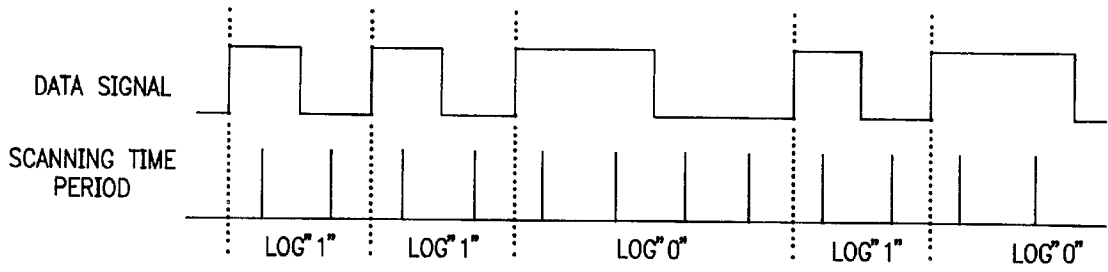 DATA SIGNAL
SCANNING TIME
PERIOD
LOG"1"
LOG"1"
LOG"0"
LOG"1"
LOG"0"